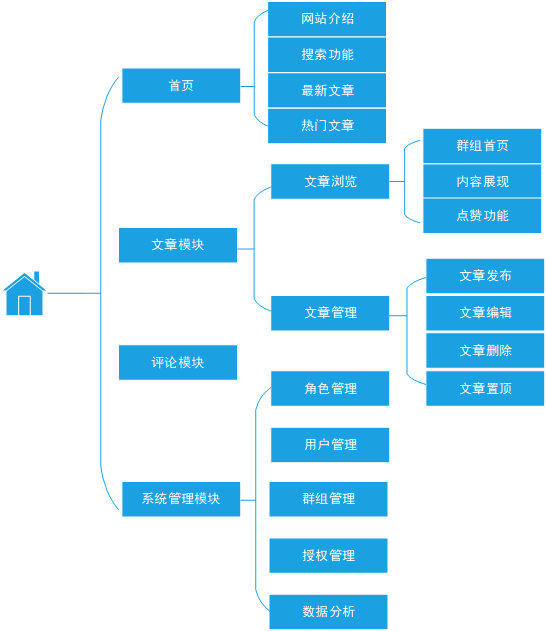 首页
网站介绍
搜索功能
最新文章
热门文章
文章模块
文章浏览
群组首页
内容展现
点赞功能
文章管理
文章发布
文章编辑
文章删除
文章置顶
评论模块
系统管理模块
角色管理
用户管理
群组管理
授权管理
数据分析